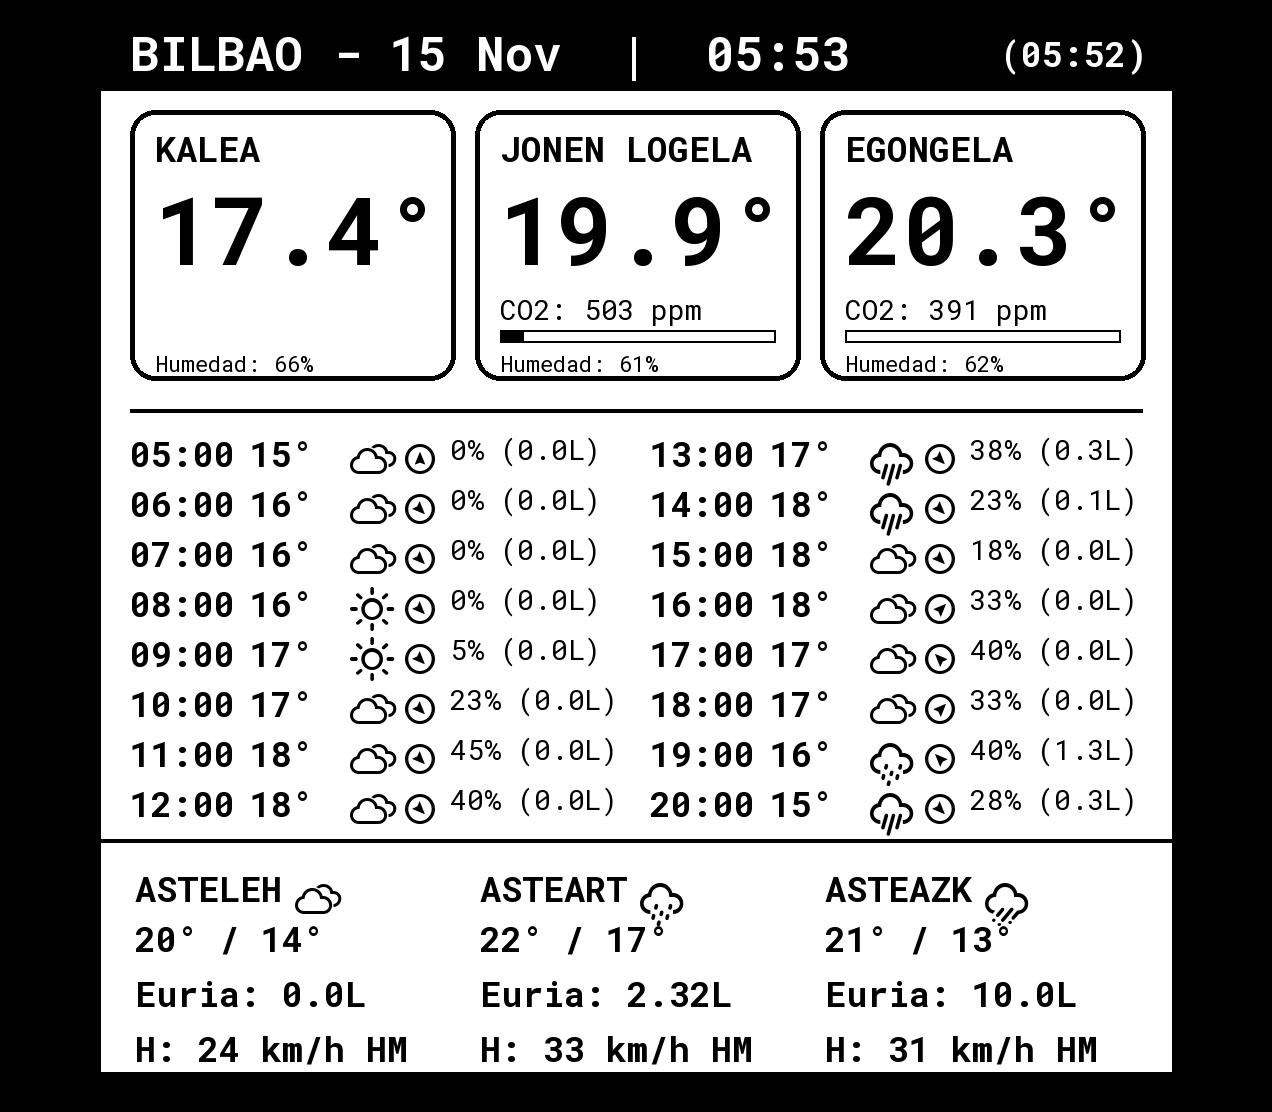 BILBAO - 15 Nov | 05:53 (05:52)
KALEA
17.4°
Humedad: 66%
JONEN LOGELA
19.9°
CO2: 503 ppm
Humedad: 61%
EGONGELA
20.3°
CO2: 391 ppm
Humedad: 62%
05:00 15° 0% (0.0L)
06:00 16° 0% (0.0L)
07:00 16° 0% (0.0L)
08:00 16° 0% (0.0L)
09:00 17° 5% (0.0L)
10:00 17° 23% (0.0L)
11:00 18° 45% (0.0L)
12:00 18° 40% (0.0L)
13:00 17° 38% (0.3L)
14:00 18° 23% (0.1L)
15:00 18° 18% (0.0L)
16:00 18° 33% (0.0L)
17:00 17° 40% (0.0L)
18:00 17° 33% (0.0L)
19:00 16° 40% (1.3L)
20:00 15° 28% (0.3L)
ASTELEH
20° / 14°
Euria: 0.0L
H: 24 km/h HM
ASTEART
22° / 17°
Euria: 2.32L
H: 33 km/h HM
ASTEAZK
21° / 13°
Euria: 10.0L
H: 31 km/h HM